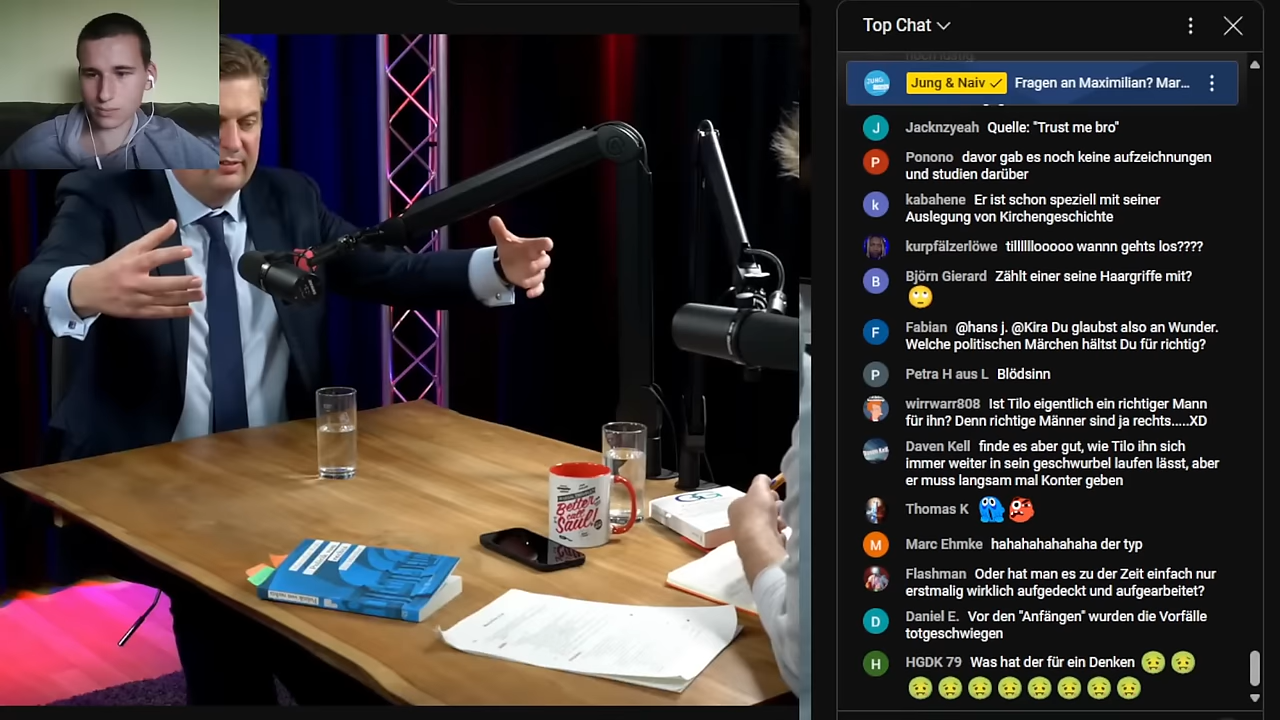 Top Chat
noch lustig.
Jung & Naiv Fragen an Maximilian? Mar...
J Jacknzyeah Quelle: "Trust me bro"
P Ponono davor gab es noch keine aufzeichnungen
und studien darüber
k kabahene Er ist schon speziell mit seiner
Auslegung von Kirchengeschichte
kurpfälzerlöwe tilllllllooooo wannn gehts los????
B Björn Gierard Zählt einer seine Haargriffe mit?
F Fabian @hans j. @Kira Du glaubst also an Wunder.
Welche politischen Märchen hältst Du für richtig?
P Petra H aus L Blödsinn
wirrwarr808 Ist Tilo eigentlich ein richtiger Mann
für ihn? Denn richtige Männer sind ja rechts.....XD
Daven Kell finde es aber gut, wie Tilo ihn sich
immer weiter in sein geschwurbel laufen lässt, aber
er muss langsam mal Konter geben
Thomas K
M Marc Ehmke hahahahahahaha der typ
Flashman Oder hat man es zu der Zeit einfach nur
erstmalig wirklich aufgedeckt und aufgearbeitet?
D Daniel E. Vor den "Anfängen" wurden die Vorfälle
totgeschwiegen
H HGDK 79 Was hat der für ein Denken
Better
call
Saul!